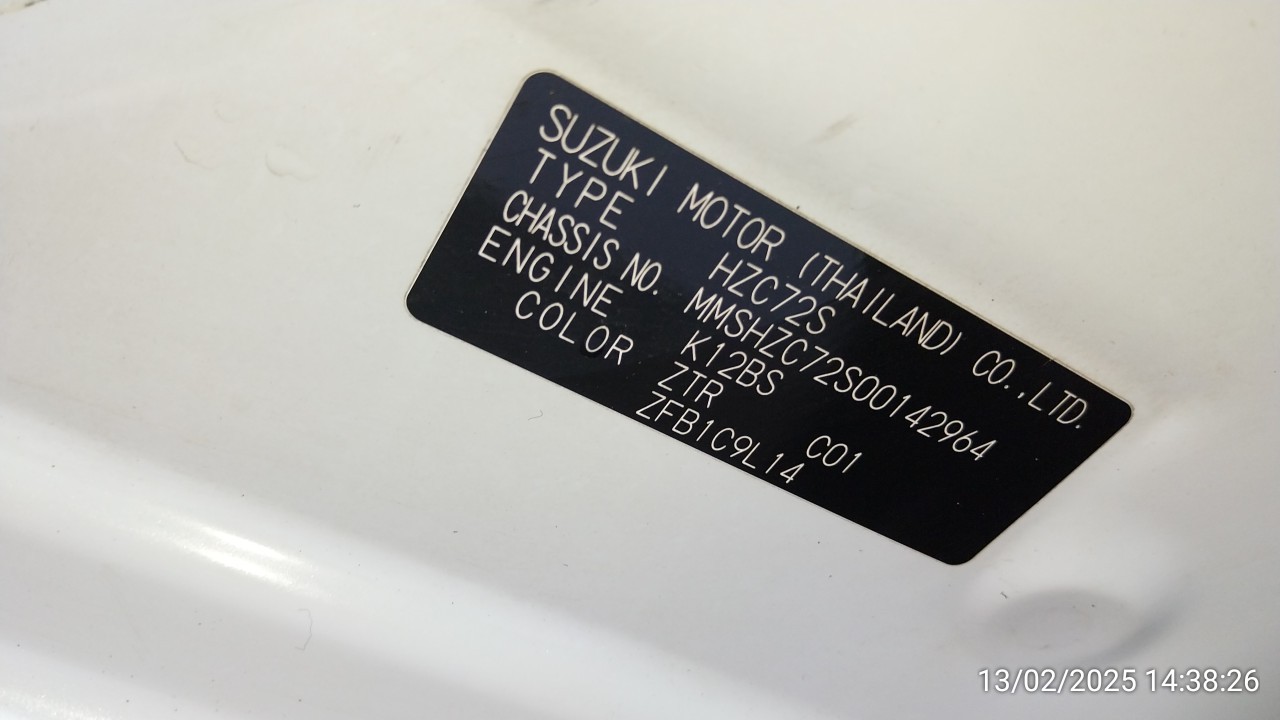 SUZUKI MOTOR (THAILAND) CO.,LTD.
TYPE HZC72S
CHASSIS NO. MMSHZC72S00142964
ENGINE K12BS
COLOR ZTR C01
ZFB1C9L14
13/02/2025 14:38:26